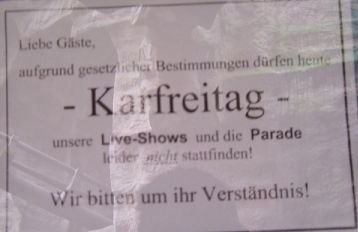 Liebe Gäste,
aufgrund gesetzlicher Bestimmungen dürfen heute
- Karfreitag -
unsere Live-Shows und die Parade
leider nicht stattfinden!
Wir bitten um ihr Verständnis!